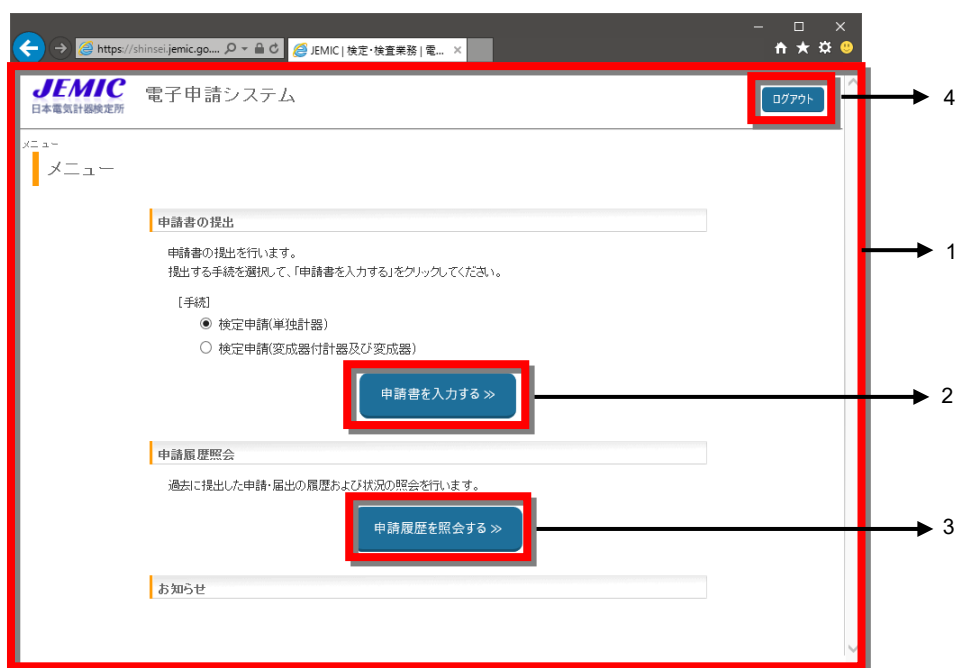 https://shinsei.jemic.go.... JEMIC | 検定・検査業務 | 電...
JEMIC
日本電気計器検定所
電子申請システム
ログアウト
4
メニュー
メニュー
1
申請書の提出
申請書の提出を行います。
提出する手続を選択して、「申請書を入力する」をクリックしてください。
[手続]
検定申請(単独計器)
検定申請(変成器付計器及び変成器)
申請書を入力する ≫
2
申請履歴照会
過去に提出した申請・届出の履歴および状況の照会を行います。
申請履歴を照会する ≫
3
お知らせ